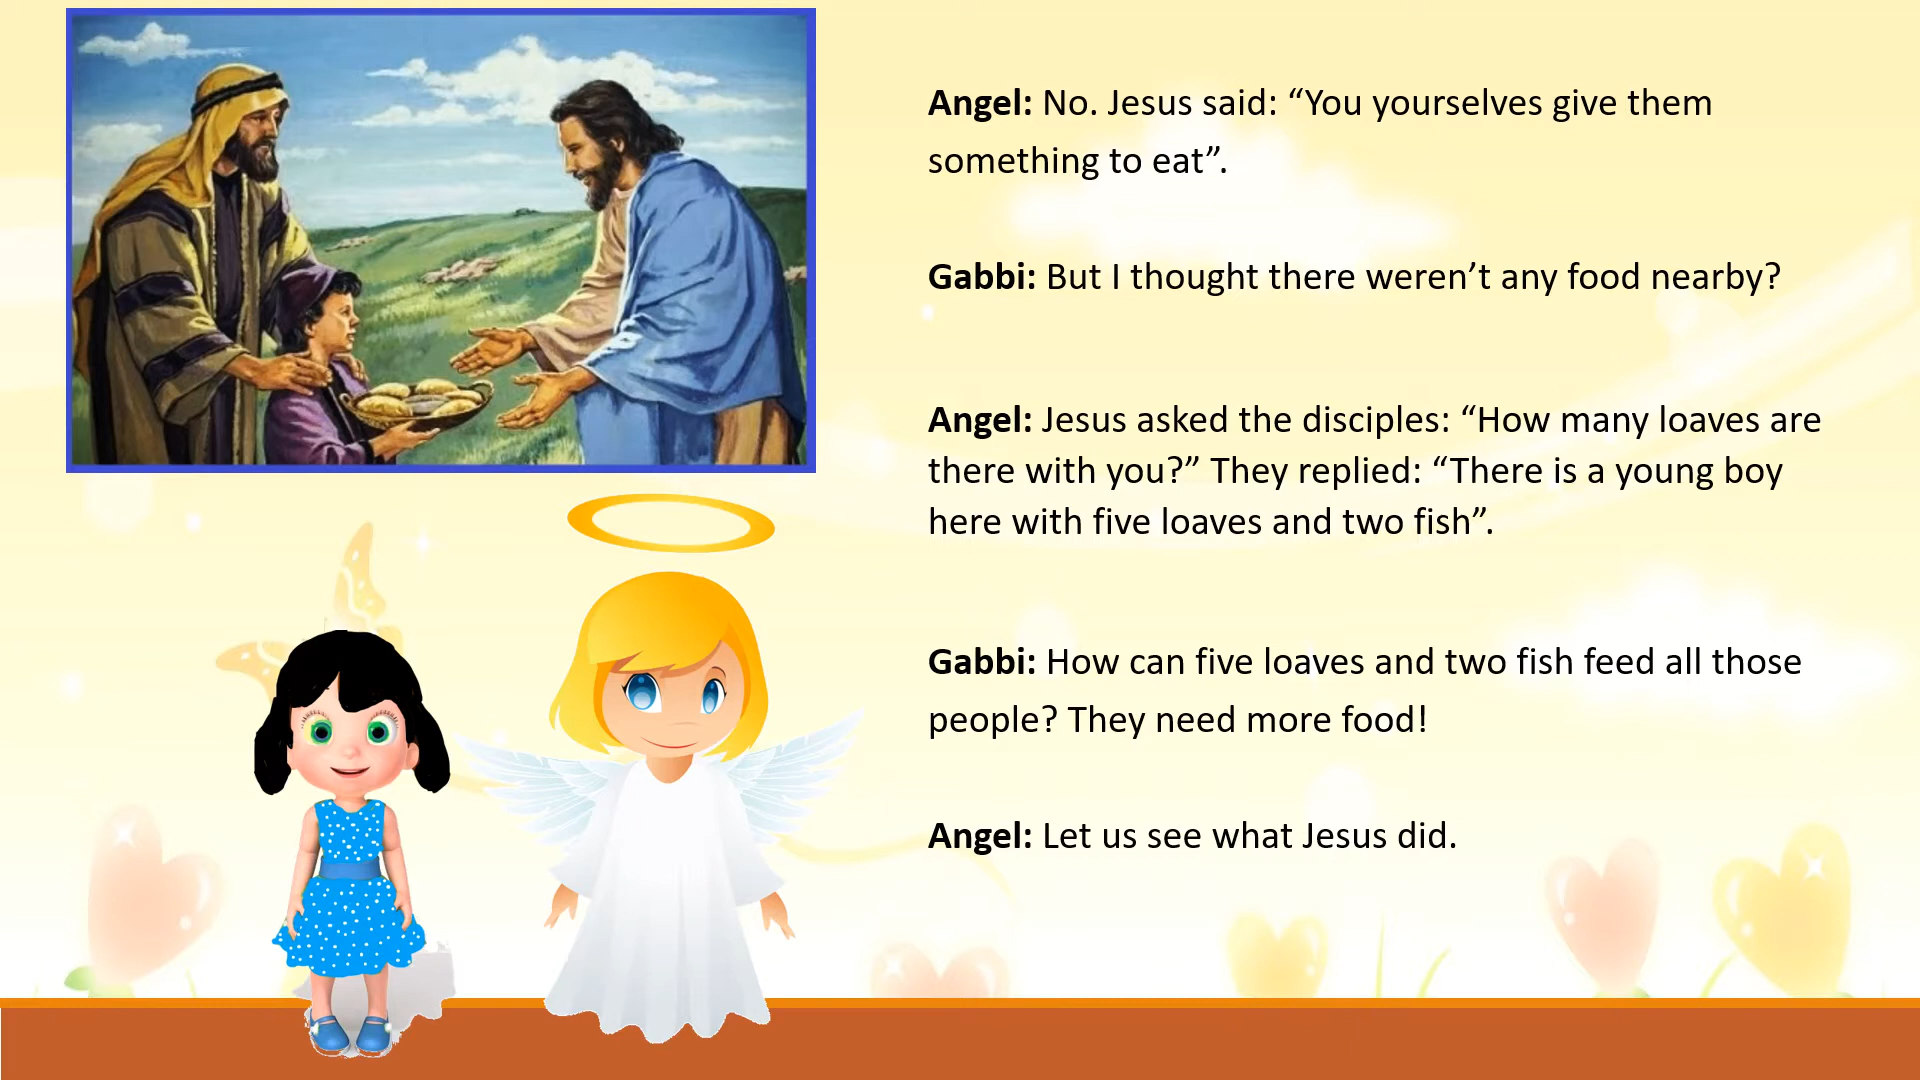 Angel: No. Jesus said: “You yourselves give them
something to eat”.
Gabbi: But I thought there weren’t any food nearby?
Angel: Jesus asked the disciples: “How many loaves are
there with you?” They replied: “There is a young boy
here with five loaves and two fish”.
Gabbi: How can five loaves and two fish feed all those
people? They need more food!
Angel: Let us see what Jesus did.